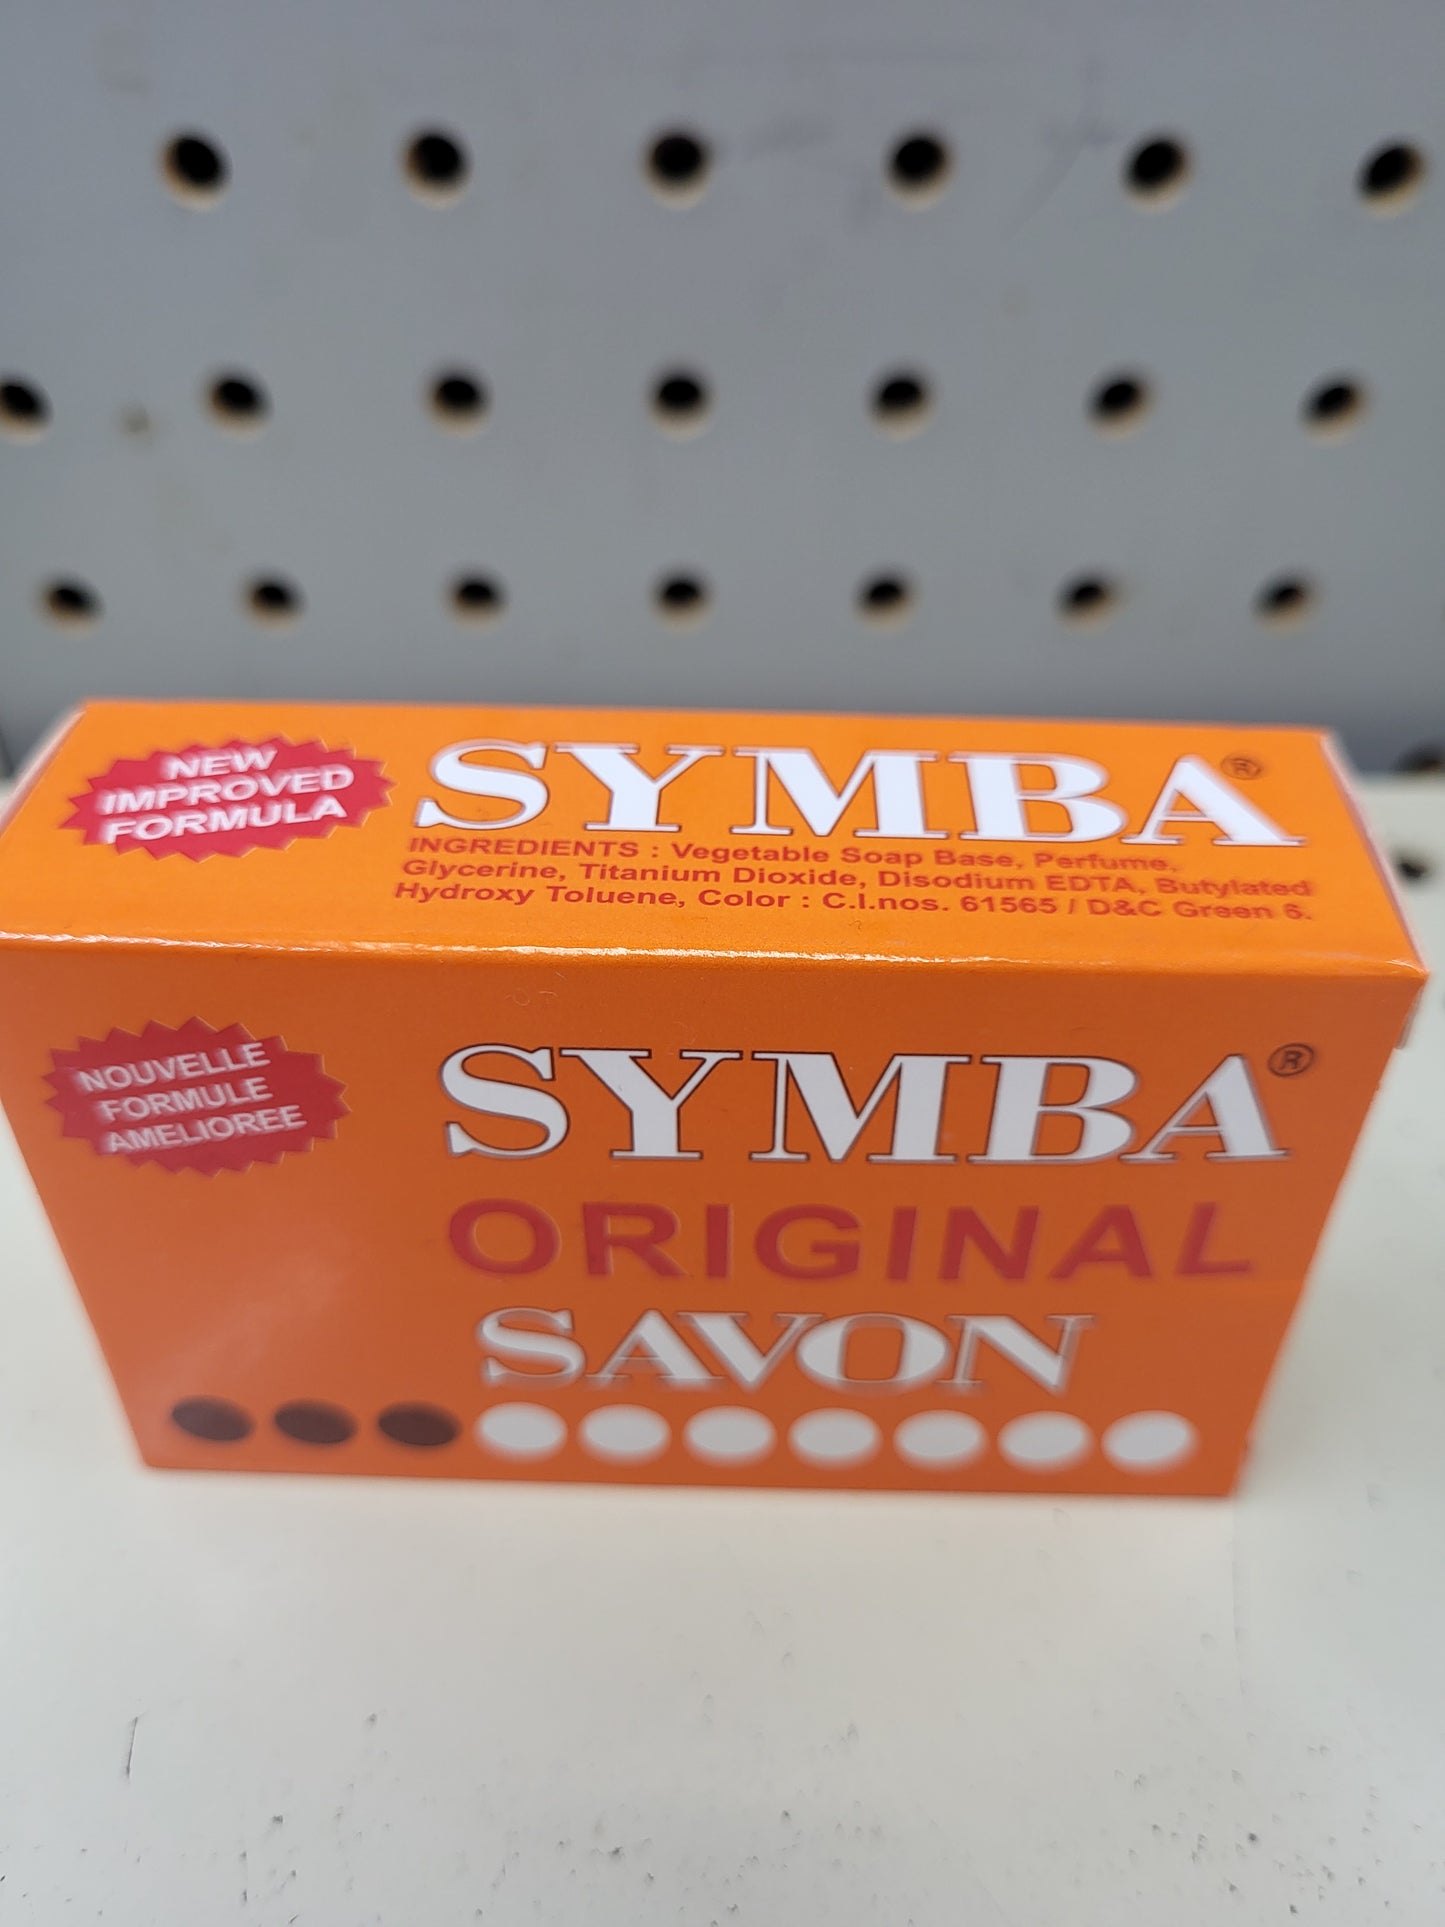 NEW
IMPROVED
FORMULA
SYMBA®
INGREDIENTS : Vegetable Soap Base, Perfume,
Glycerine, Titanium Dioxide, Disodium EDTA, Butylated
Hydroxy Toluene, Color : C.I.nos. 61565 / D&C Green 6.
NOUVELLE
FORMULE
AMELIOREE
SYMBA®
ORIGINAL
SAVON